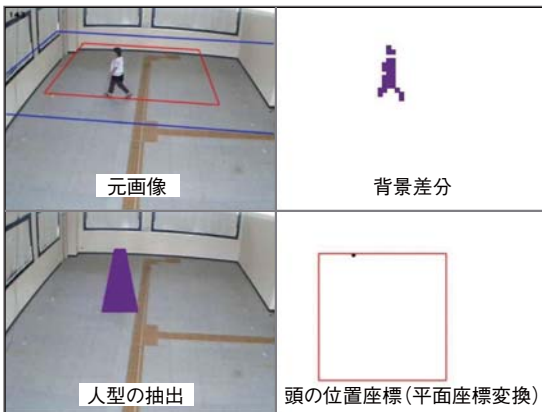 元画像
背景差分
人型の抽出
頭の位置座標（平面座標変換）